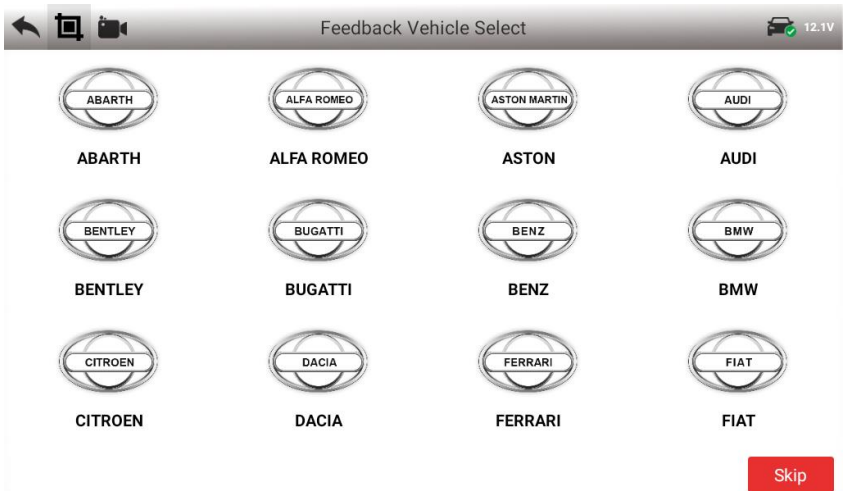 Feedback Vehicle Select
12.1V
ABARTH ALFA ROMEO ASTON MARTIN AUDI
ABARTH ALFA ROMEO ASTON AUDI
BENTLEY BUGATTI BENZ BMW
BENTLEY BUGATTI BENZ BMW
CITROEN DACIA FERRARI FIAT
CITROEN DACIA FERRARI FIAT
Skip